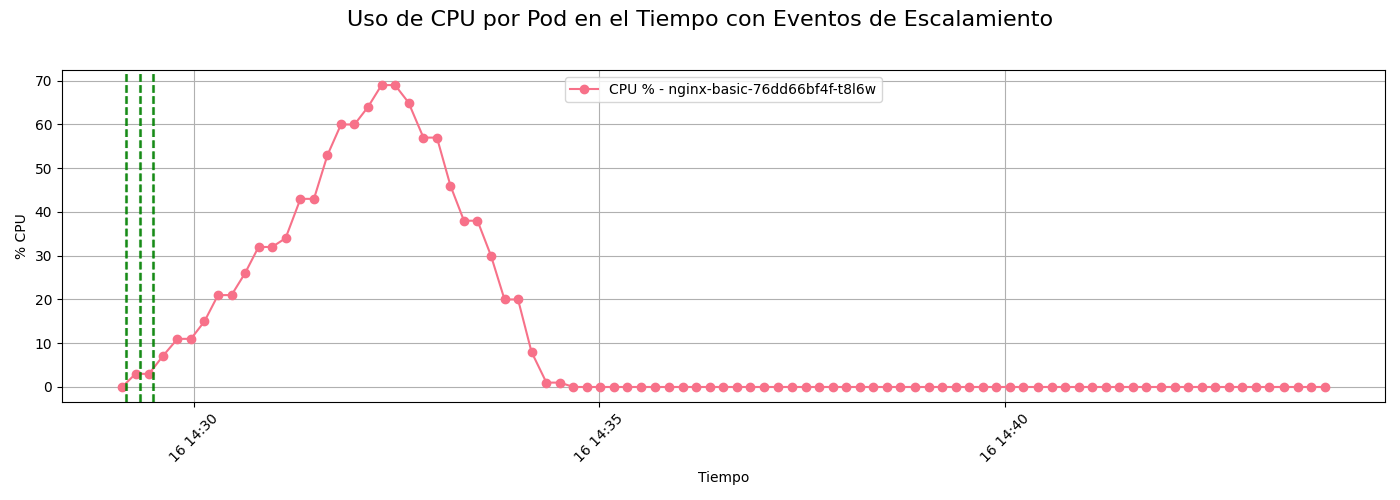 Uso de CPU por Pod en el Tiempo con Eventos de Escalamiento
CPU % - nginx-basic-76dd66bf4f-t8l6w
% CPU
70
60
50
40
30
20
10
0
16 14:30
16 14:35
16 14:40
Tiempo